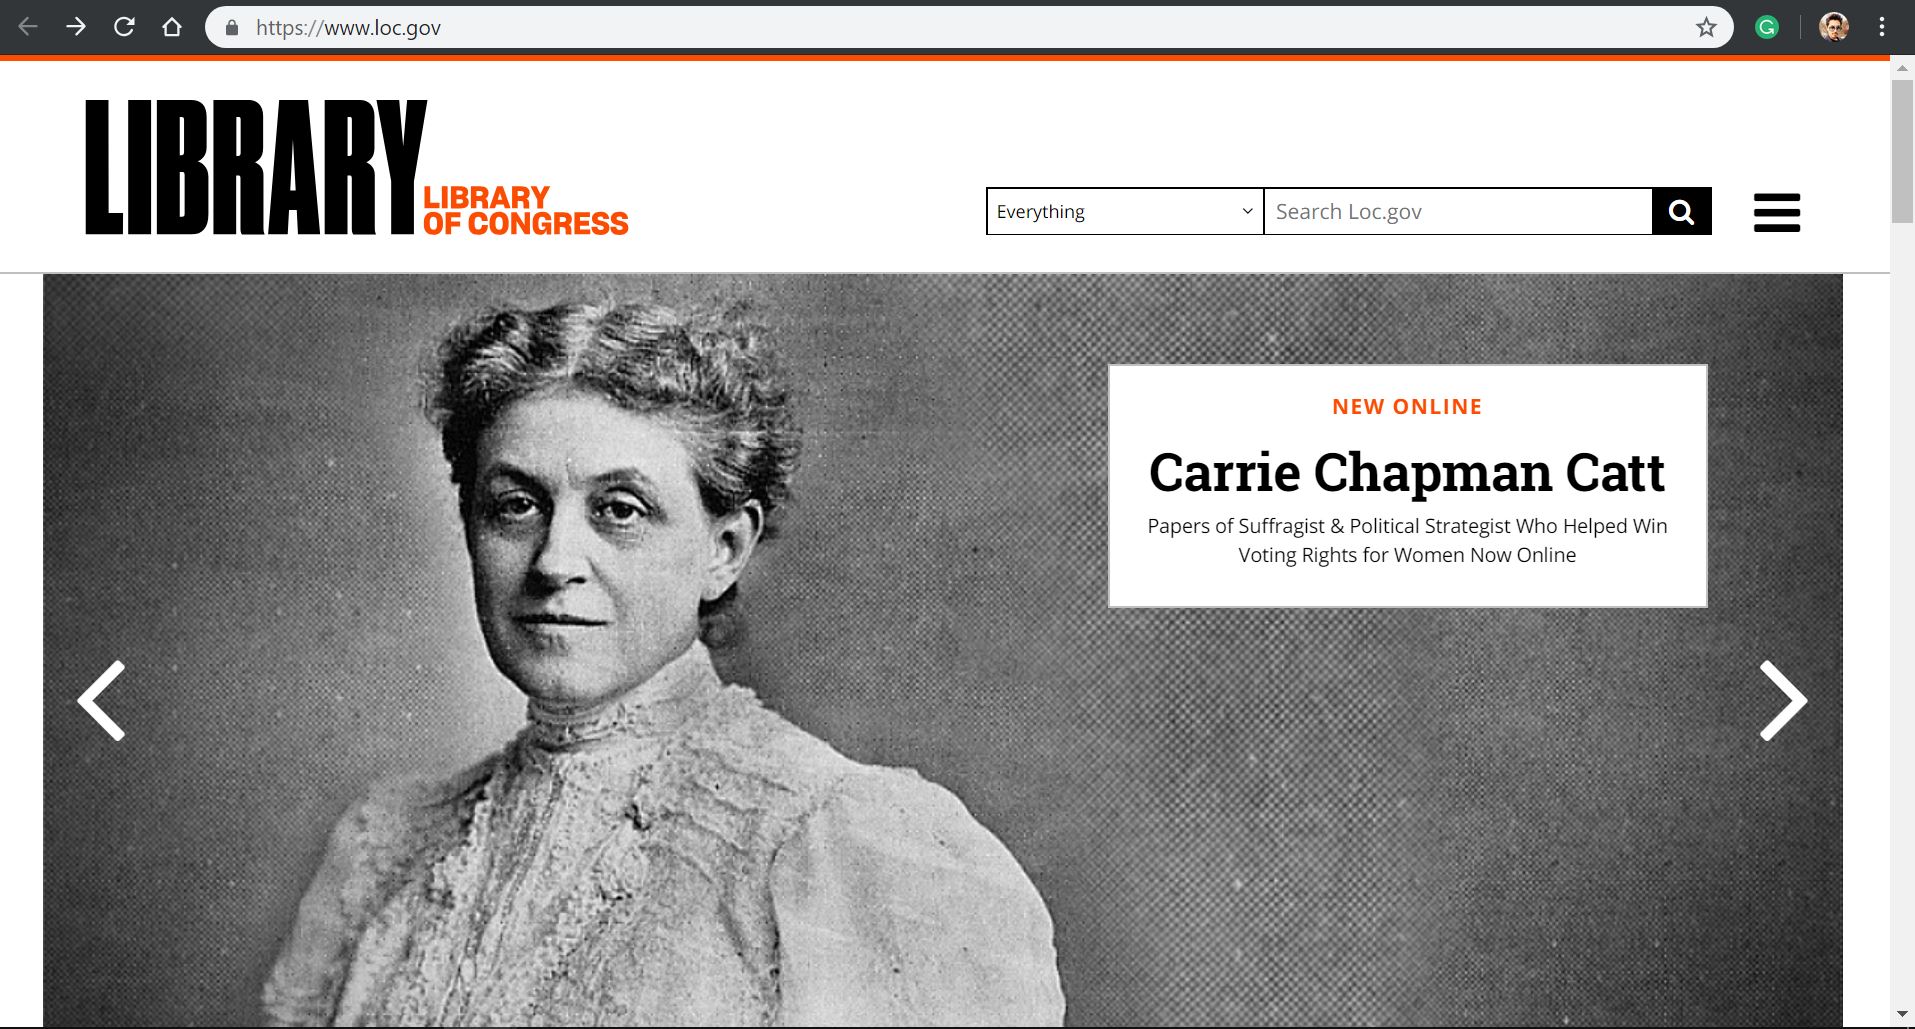 https://www.loc.gov
LIBRARY
LIBRARY
OF CONGRESS
Everything
Search Loc.gov
NEW ONLINE
Carrie Chapman Catt
Papers of Suffragist & Political Strategist Who Helped Win
Voting Rights for Women Now Online